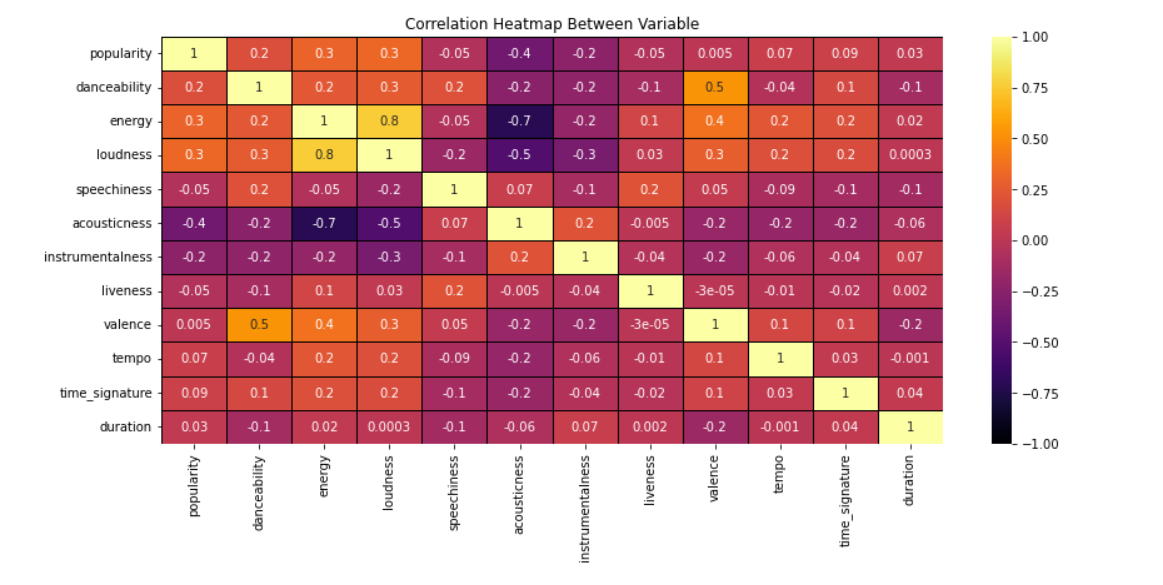 Correlation Heatmap Between Variable
popularity 1 0.2 0.3 0.3 -0.05 -0.4 -0.2 -0.05 0.005 0.07 0.09 0.03
danceability 0.2 1 0.2 0.3 0.2 -0.2 -0.2 -0.1 0.5 -0.04 0.1 -0.1
energy 0.3 0.2 1 0.8 -0.05 -0.7 -0.2 0.1 0.4 0.2 0.2 0.02
loudness 0.3 0.3 0.8 1 -0.2 -0.5 -0.3 0.03 0.3 0.2 0.2 0.0003
speechiness -0.05 0.2 -0.05 -0.2 1 0.07 -0.1 0.2 0.05 -0.09 -0.1 -0.1
acousticness -0.4 -0.2 -0.7 -0.5 0.07 1 0.2 -0.005 -0.2 -0.2 -0.2 -0.06
instrumentalness -0.2 -0.2 -0.2 -0.3 -0.1 0.2 1 -0.04 -0.2 -0.06 -0.04 0.07
liveness -0.05 -0.1 0.1 0.03 0.2 -0.005 -0.04 1 -3e-05 -0.01 -0.02 0.002
valence 0.005 0.5 0.4 0.3 0.05 -0.2 -0.2 -3e-05 1 0.1 0.1 -0.2
tempo 0.07 -0.04 0.2 0.2 -0.09 -0.2 -0.06 -0.01 0.1 1 0.03 -0.001
time_signature 0.09 0.1 0.2 0.2 -0.1 -0.2 -0.04 -0.02 0.1 0.03 1 0.04
duration 0.03 -0.1 0.02 0.0003 -0.1 -0.06 0.07 0.002 -0.2 -0.001 0.04 1
popularity
danceability
energy
loudness
speechiness
acousticness
instrumentalness
liveness
valence
tempo
time_signature
duration
1.00
0.75
0.50
0.25
0.00
−0.25
−0.50
−0.75
−1.00